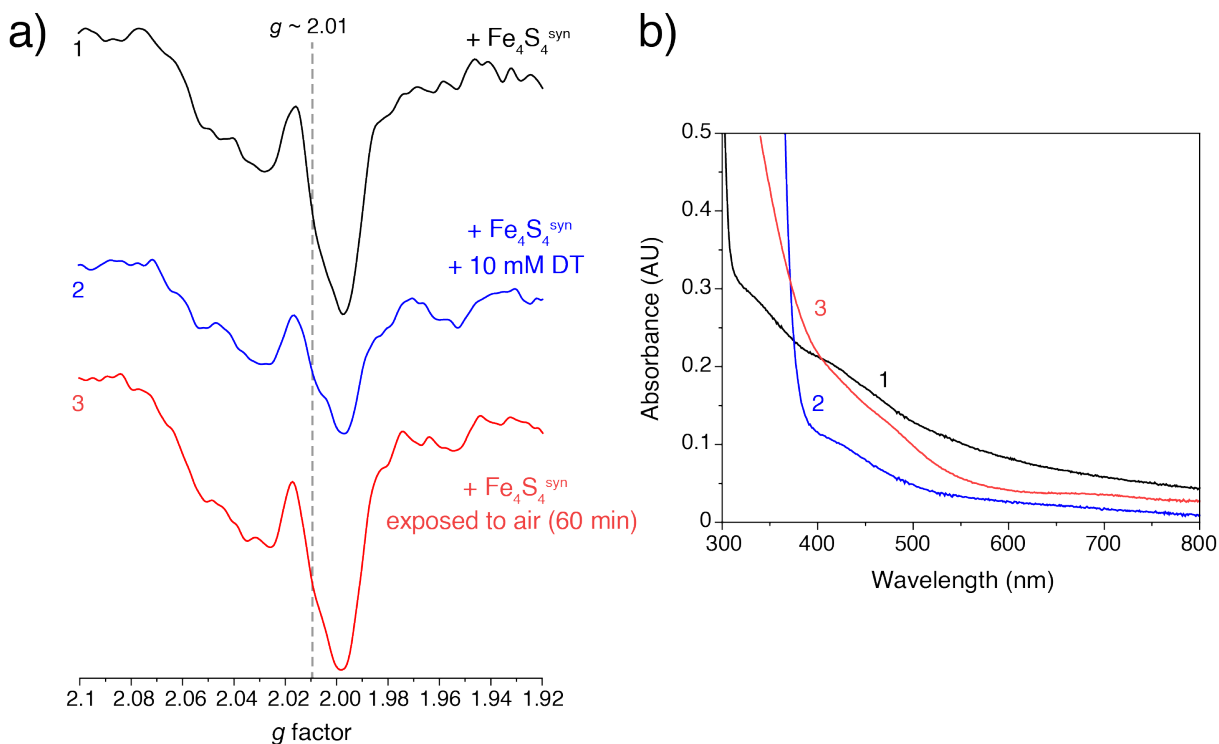 a)
g ~ 2.01
1
+ Fe4S4syn
2
+ Fe4S4syn
+ 10 mM DT
3
+ Fe4S4syn
exposed to air (60 min)
2.1 2.08 2.06 2.04 2.02 2.00 1.98 1.96 1.94 1.92
g factor
b)
0.5
0.4
0.3
0.2
0.1
0
Absorbance (AU)
3
1
2
300 400 500 600 700 800
Wavelength (nm)